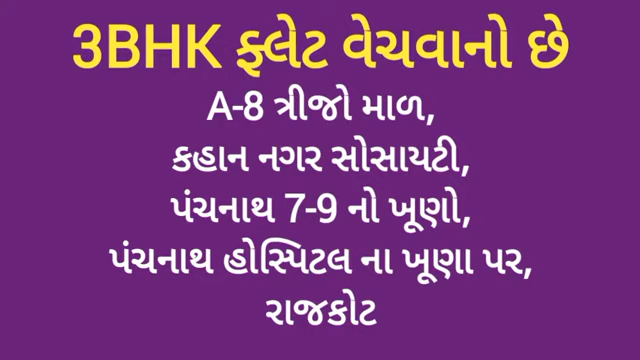 3BHK ફ્લેટ વેચવાનો છે
A-8 ત્રીજો માળ,
કહાન નગર સોસાયટી,
પંચનાથ 7-9 નો ખૂણો,
પંચનાથ હોસ્પિટલ ના ખૂણા પર,
રાજકોટ